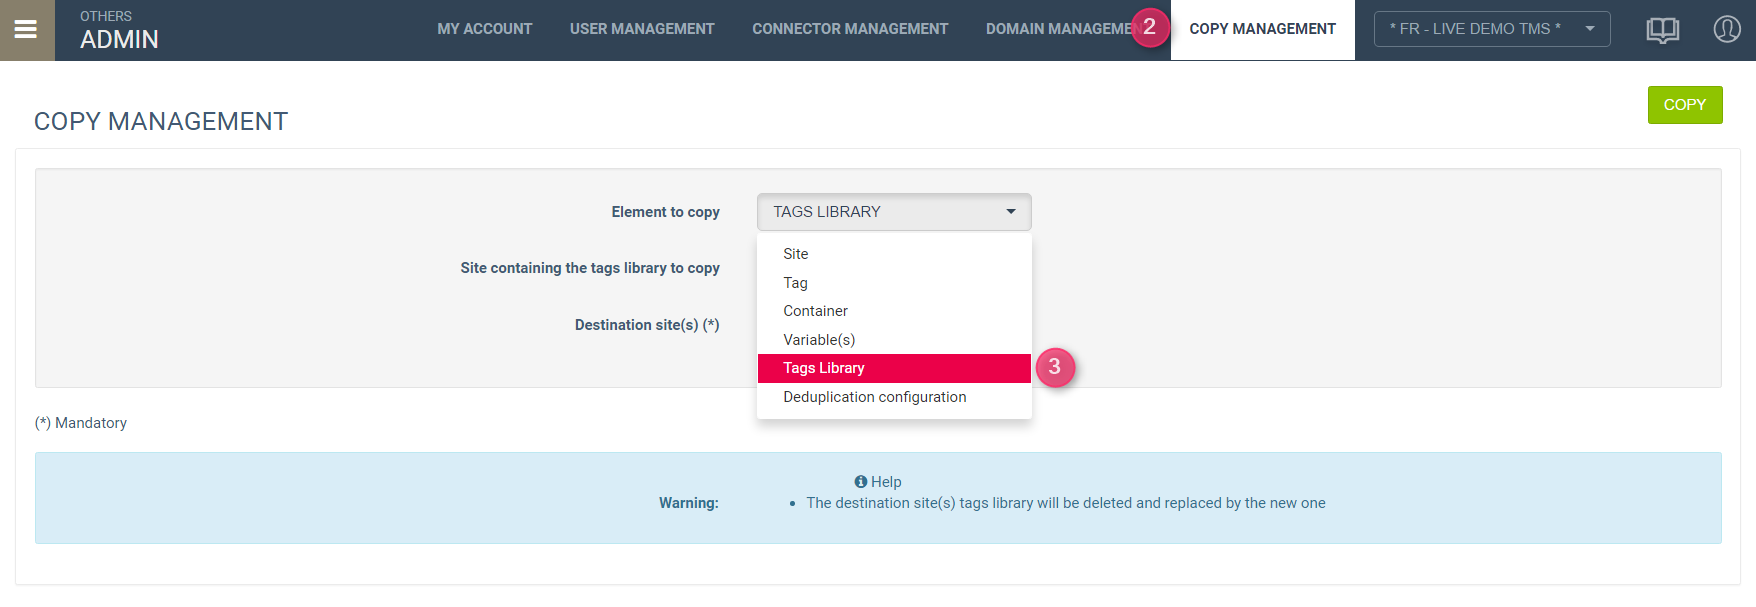 OTHERS
ADMIN
MY ACCOUNT
USER MANAGEMENT
CONNECTOR MANAGEMENT
DOMAIN MANAGEMEN
2
COPY MANAGEMENT
* FR - LIVE DEMO TMS *
COPY MANAGEMENT
COPY
Element to copy
TAGS LIBRARY
Site
Site containing the tags library to copy
Tag
Container
Destination site(s) (*)
Variable(s)
Tags Library
3
Deduplication configuration
(*) Mandatory
Help
Warning:
• The destination site(s) tags library will be deleted and replaced by the new one